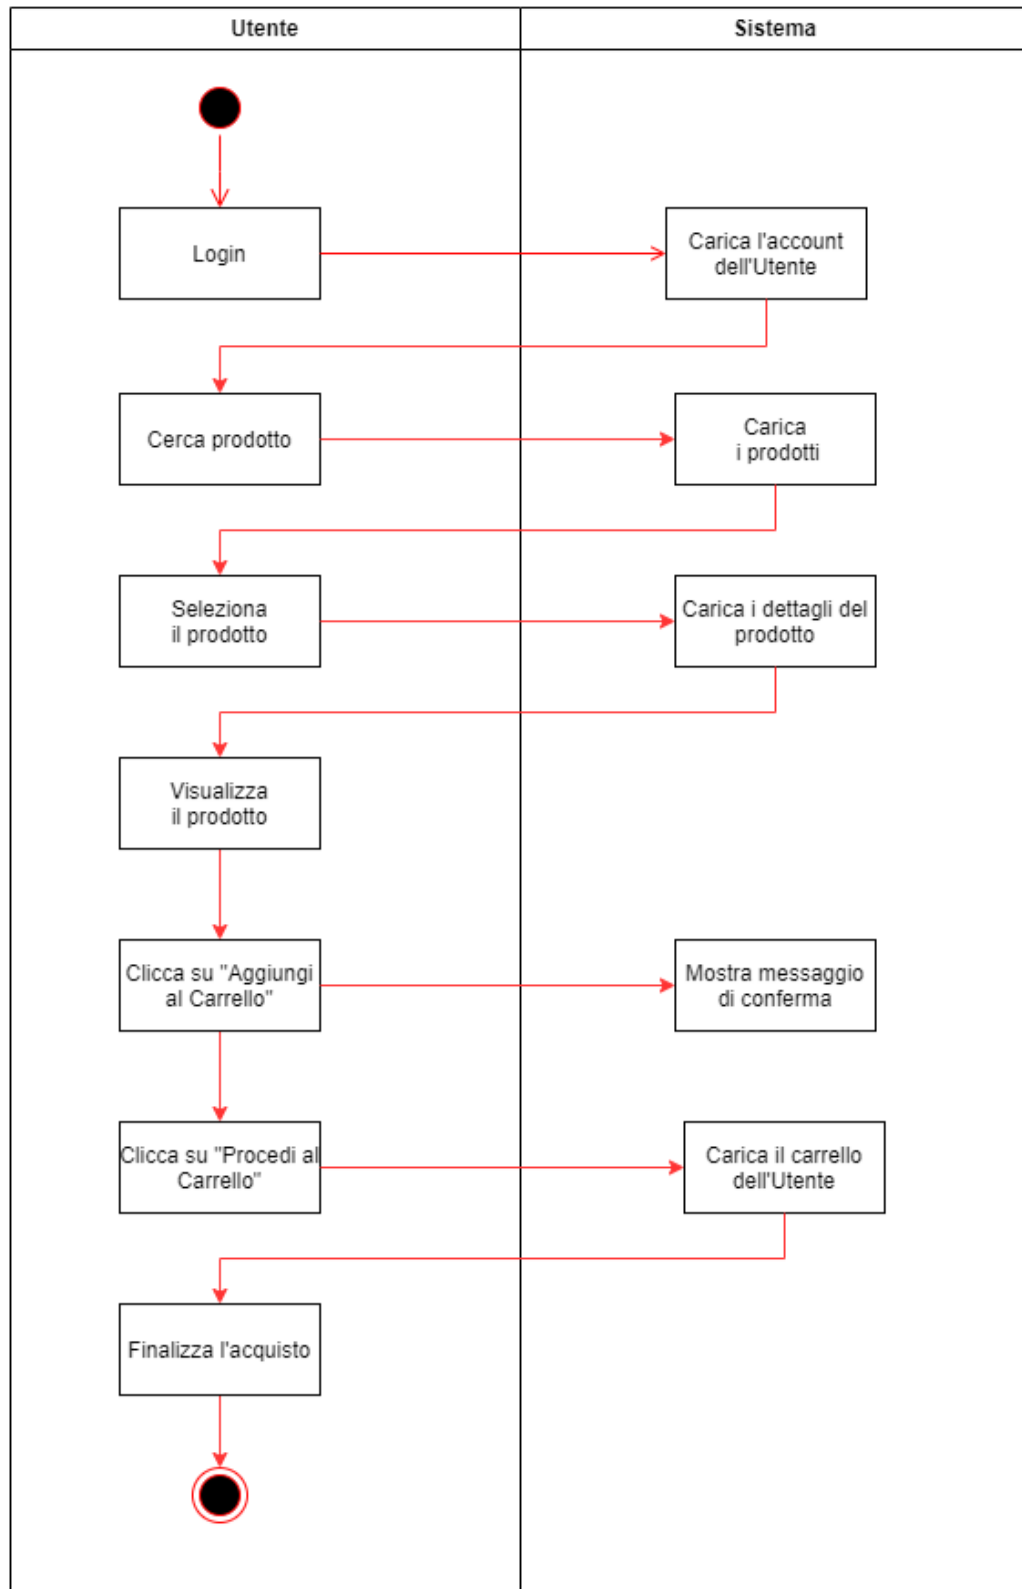 Utente
Sistema
Login
Carica l'account
dell'Utente
Cerca prodotto
Carica
i prodotti
Seleziona
il prodotto
Carica i dettagli del
prodotto
Visualizza
il prodotto
Clicca su "Aggiungi
al Carrello"
Mostra messaggio
di conferma
Clicca su "Procedi al
Carrello"
Carica il carrello
dell'Utente
Finalizza l'acquisto